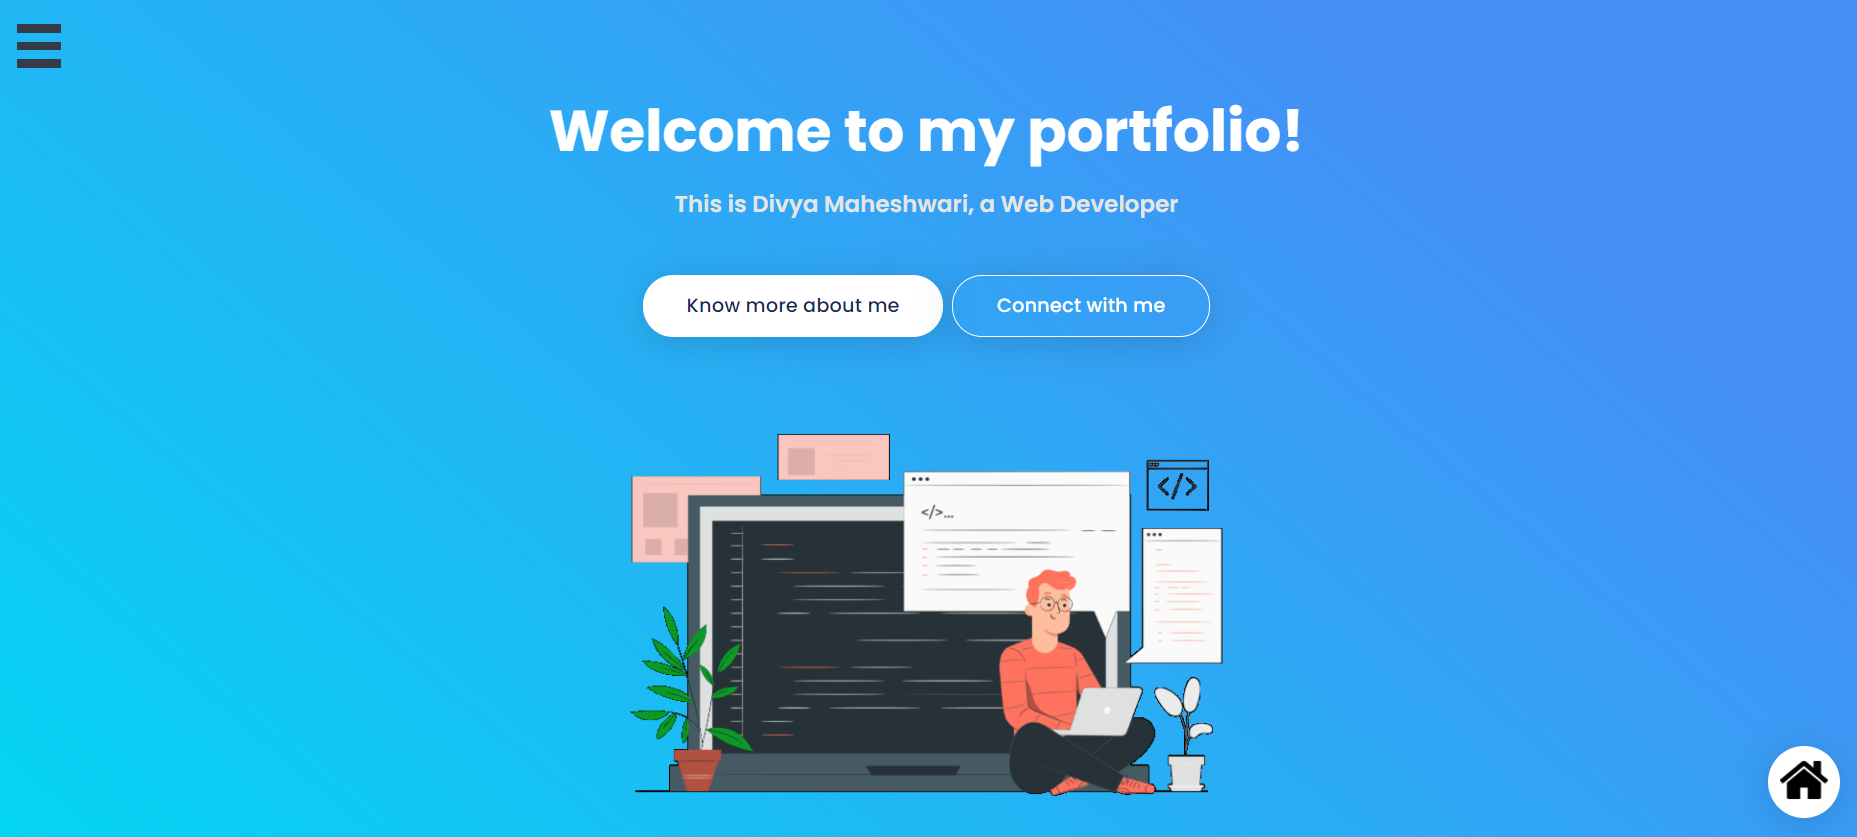 Welcome to my portfolio!
This is Divya Maheshwari, a Web Developer
Know more about me
Connect with me
</>
</>...